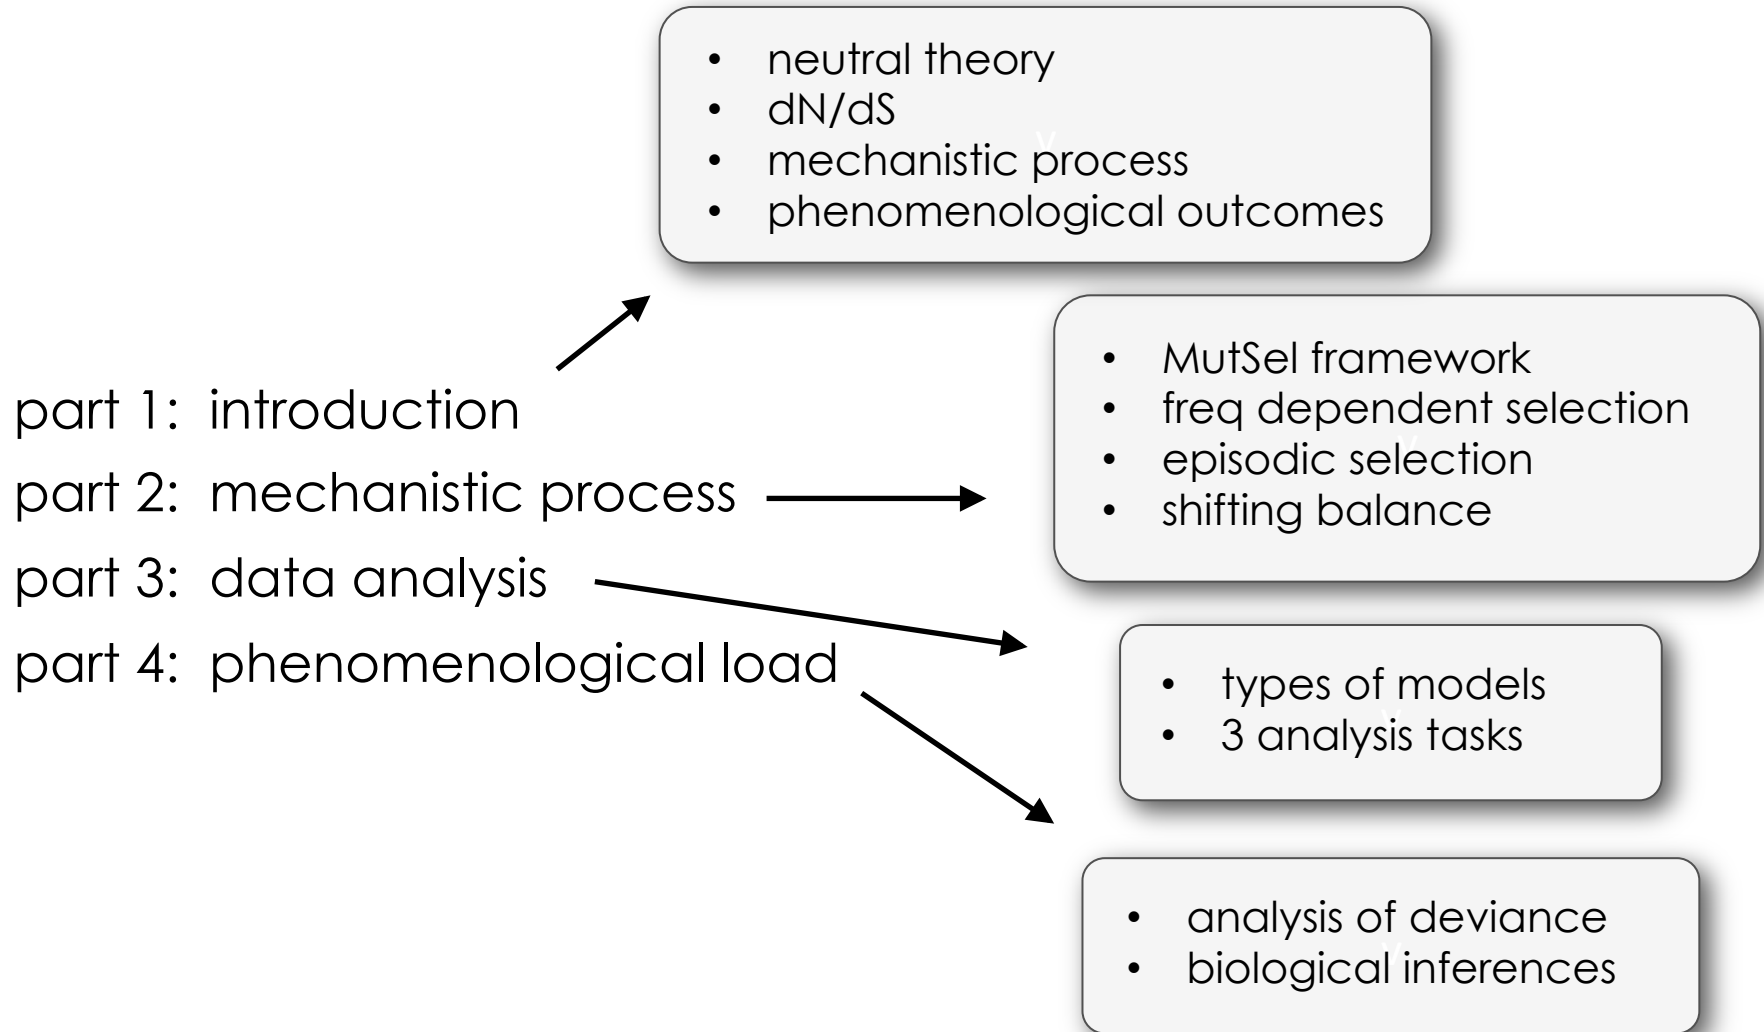 • neutral theory
• dN/dS
• mechanistic process
• phenomenological outcomes
part 1: introduction
part 2: mechanistic process
part 3: data analysis
part 4: phenomenological load
• MutSel framework
• freq dependent selection
• episodic selection
• shifting balance
• types of models
• 3 analysis tasks
• analysis of deviance
• biological inferences